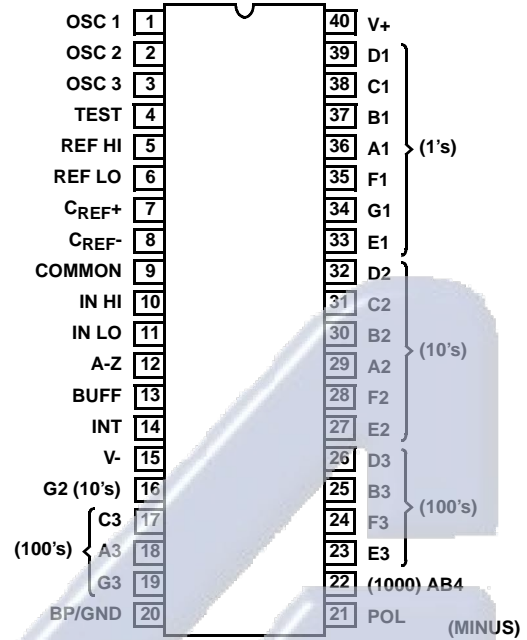 OSC 1 1
OSC 2 2
OSC 3 3
TEST 4
REF HI 5
REF LO 6
CREF+ 7
CREF- 8
COMMON 9
IN HI 10
IN LO 11
A-Z 12
BUFF 13
INT 14
V- 15
G2 (10's) 16
C3 17
(100's) A3 18
G3 19
BP/GND 20
40 V+
39 D1
38 C1
37 B1
36 A1 (1's)
35 F1
34 G1
33 E1
32 D2
31 C2
30 B2
29 A2 (10's)
28 F2
27 E2
26 D3
25 B3
24 F3 (100's)
23 E3
22 (1000) AB4
21 POL (MINUS)